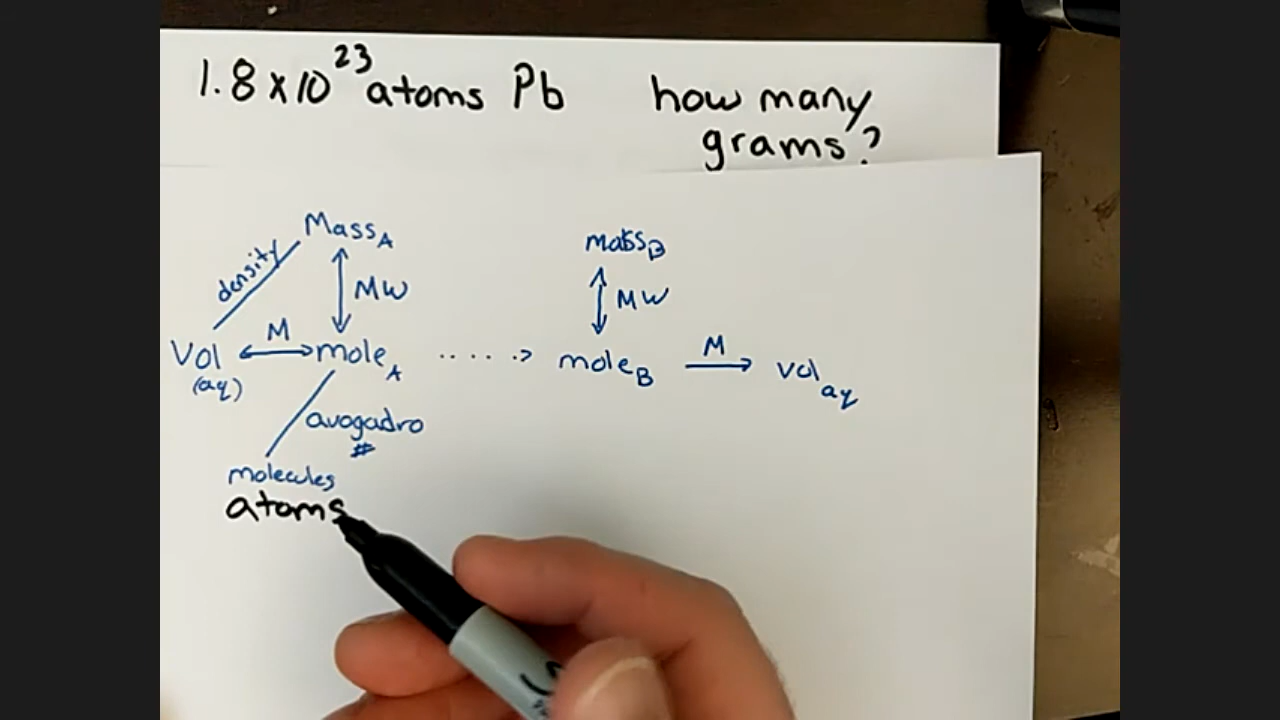 1.8 x 10^23 atoms Pb how many
grams?
Mass_A
mass_B
density
MW
MW
M
M
Vol
(aq)
mole_A
.....>
mole_B
vol_aq
avogadro
#
molecules
atoms